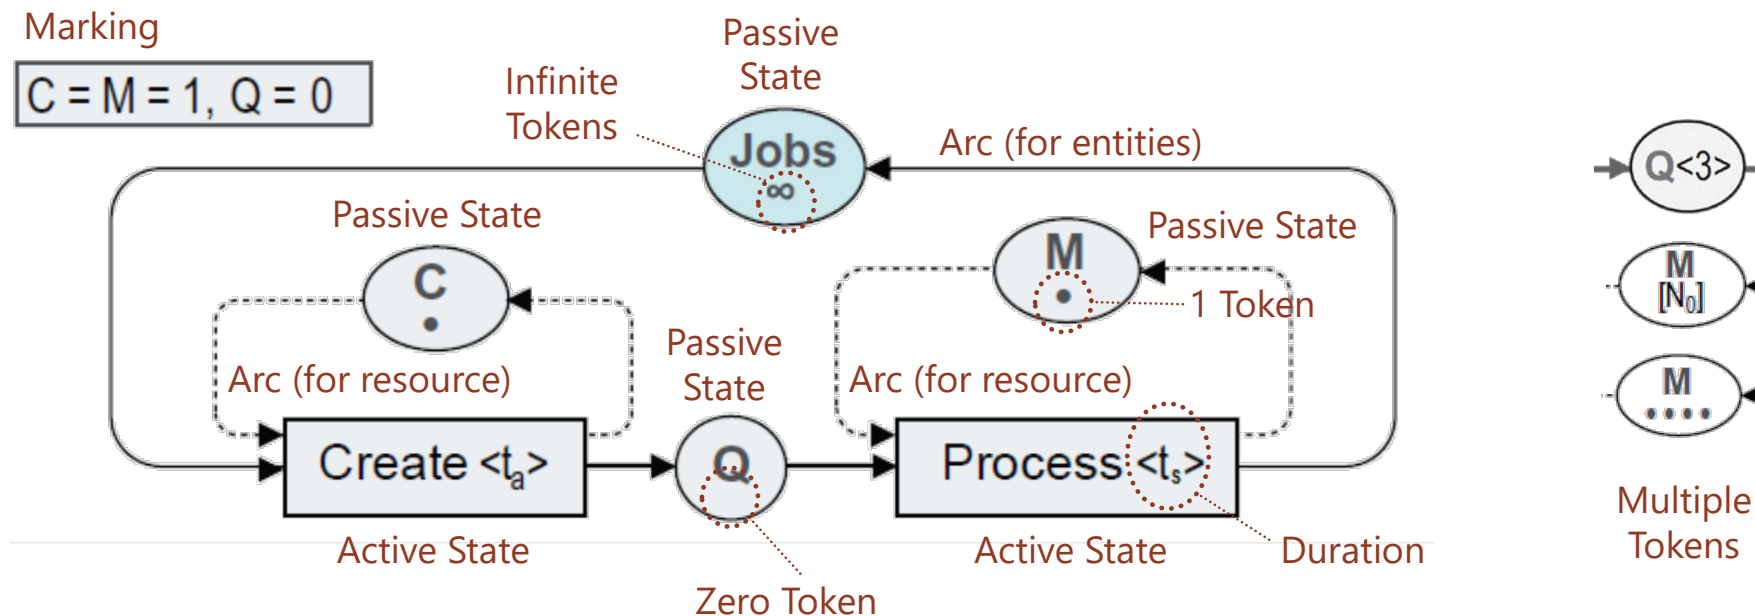 Marking
C = M = 1, Q = 0
Passive
State
Infinite
Tokens
Jobs
∞
Arc (for entities)
Passive State
C
•
Arc (for resource)
Passive State
M
•
1 Token
Arc (for resource)
Passive
State
Create <tₐ>
Q
Process <tₛ>
Active State
Zero Token
Active State
Duration
Q<3>
M
[N₀]
M
••••
Multiple
Tokens